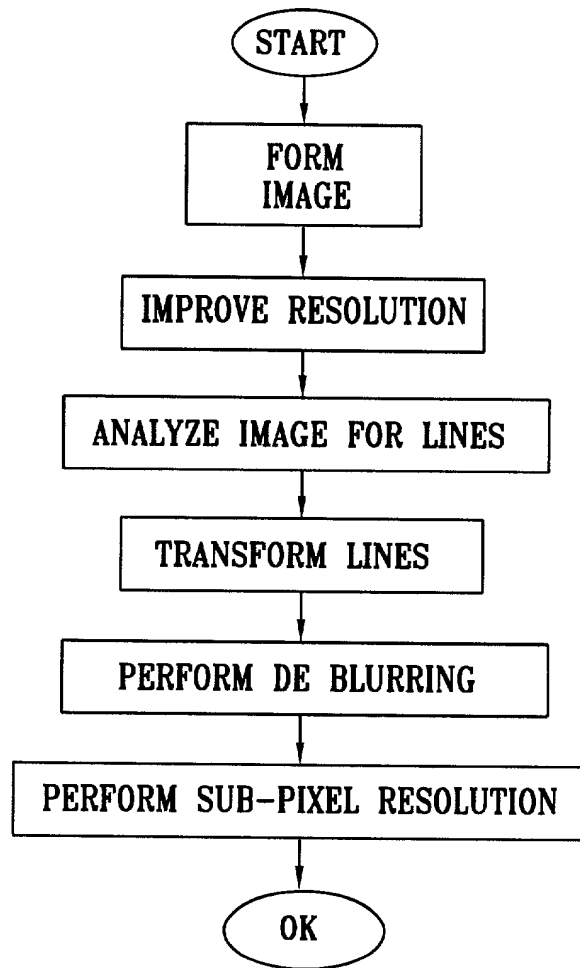 START
FORM
IMAGE
IMPROVE RESOLUTION
ANALYZE IMAGE FOR LINES
TRANSFORM LINES
PERFORM DE BLURRING
PERFORM SUB-PIXEL RESOLUTION
OK